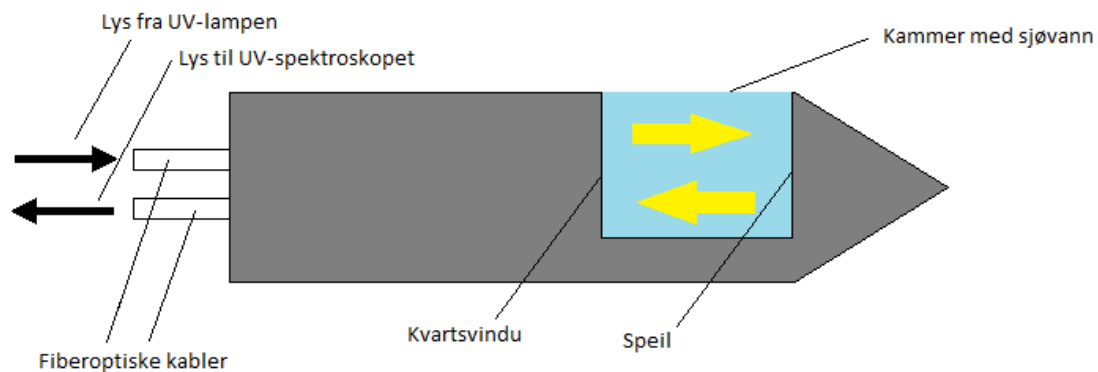 Lys fra UV-lampen
Lys til UV-spektroskopet
Kammer med sjøvann
Kvartsvindu
Speil
Fiberoptiske kabler